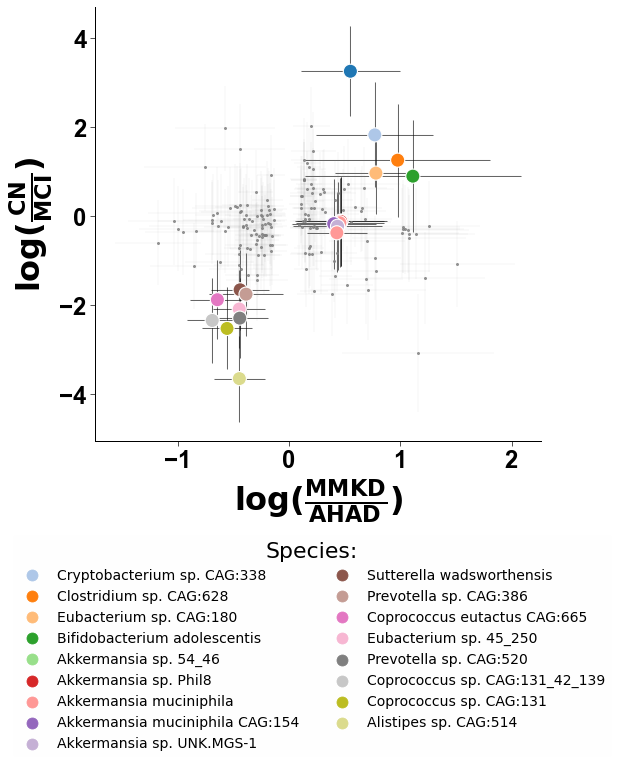 4
2
0
−2
−4
log(CN/MCI)
−1 0 1 2
log(MMKD/AHAD)
Species:
Cryptobacterium sp. CAG:338
Clostridium sp. CAG:628
Eubacterium sp. CAG:180
Bifidobacterium adolescentis
Akkermansia sp. 54_46
Akkermansia sp. Phil8
Akkermansia muciniphila
Akkermansia muciniphila CAG:154
Akkermansia sp. UNK.MGS-1
Sutterella wadsworthensis
Prevotella sp. CAG:386
Coprococcus eutactus CAG:665
Eubacterium sp. 45_250
Prevotella sp. CAG:520
Coprococcus sp. CAG:131_42_139
Coprococcus sp. CAG:131
Alistipes sp. CAG:514